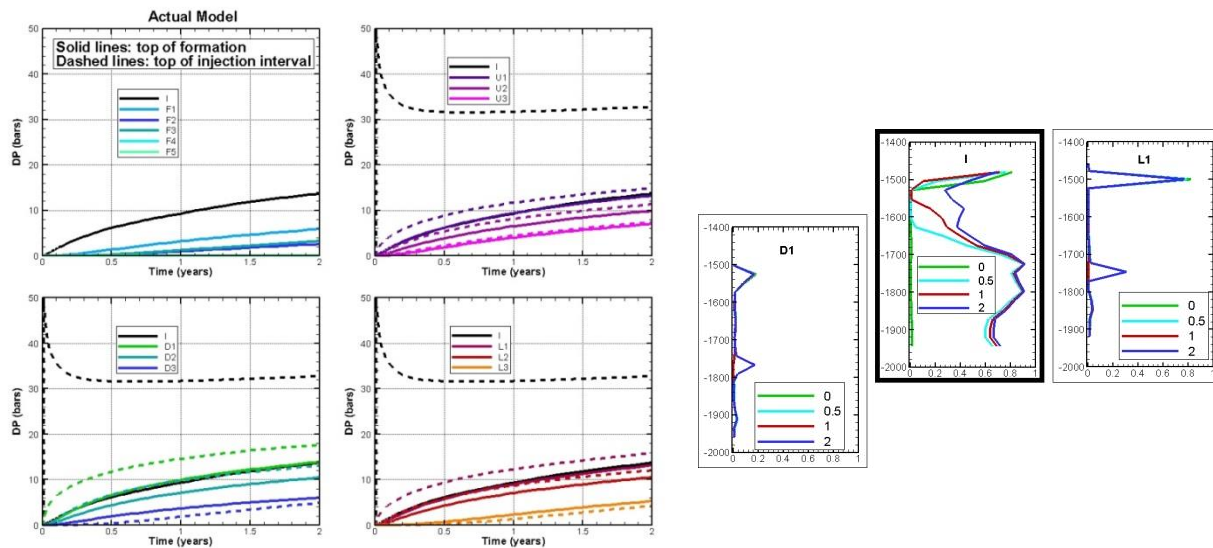 Actual Model
50
40
30
20
10
0
DP (bars)
Solid lines: top of formation
Dashed lines: top of injection interval
I
F1
F2
F3
F4
F5
0
0.5
1
1.5
2
Time (years)
50
40
30
20
10
0
DP (bars)
I
U1
U2
U3
0
0.5
1
1.5
2
Time (years)
50
40
30
20
10
0
DP (bars)
I
D1
D2
D3
0
0.5
1
1.5
2
Time (years)
50
40
30
20
10
0
DP (bars)
I
L1
L2
L3
0
0.5
1
1.5
2
Time (years)
-1400
-1500
-1600
-1700
-1800
-1900
-2000
D1
0
0.5
1
2
0
0.2
0.4
0.6
0.8
1
-1400
-1500
-1600
-1700
-1800
-1900
-2000
I
0
0.5
1
2
0
0.2
0.4
0.6
0.8
1
-1400
-1500
-1600
-1700
-1800
-1900
-2000
L1
0
0.5
1
2
0
0.2
0.4
0.6
0.8
1